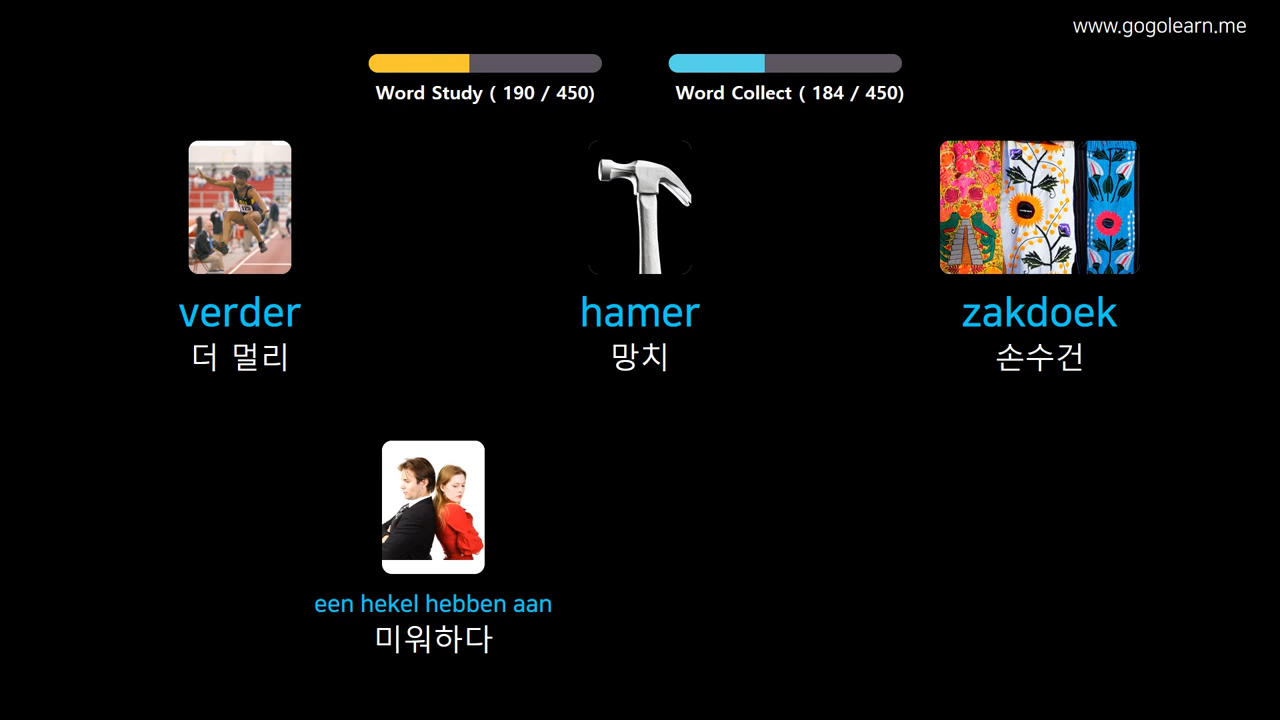 www.gogolearn.me
Word Study ( 190 / 450)
Word Collect ( 184 / 450)
verder
더 멀리
hamer
망치
zakdoek
손수건
een hekel hebben aan
미워하다